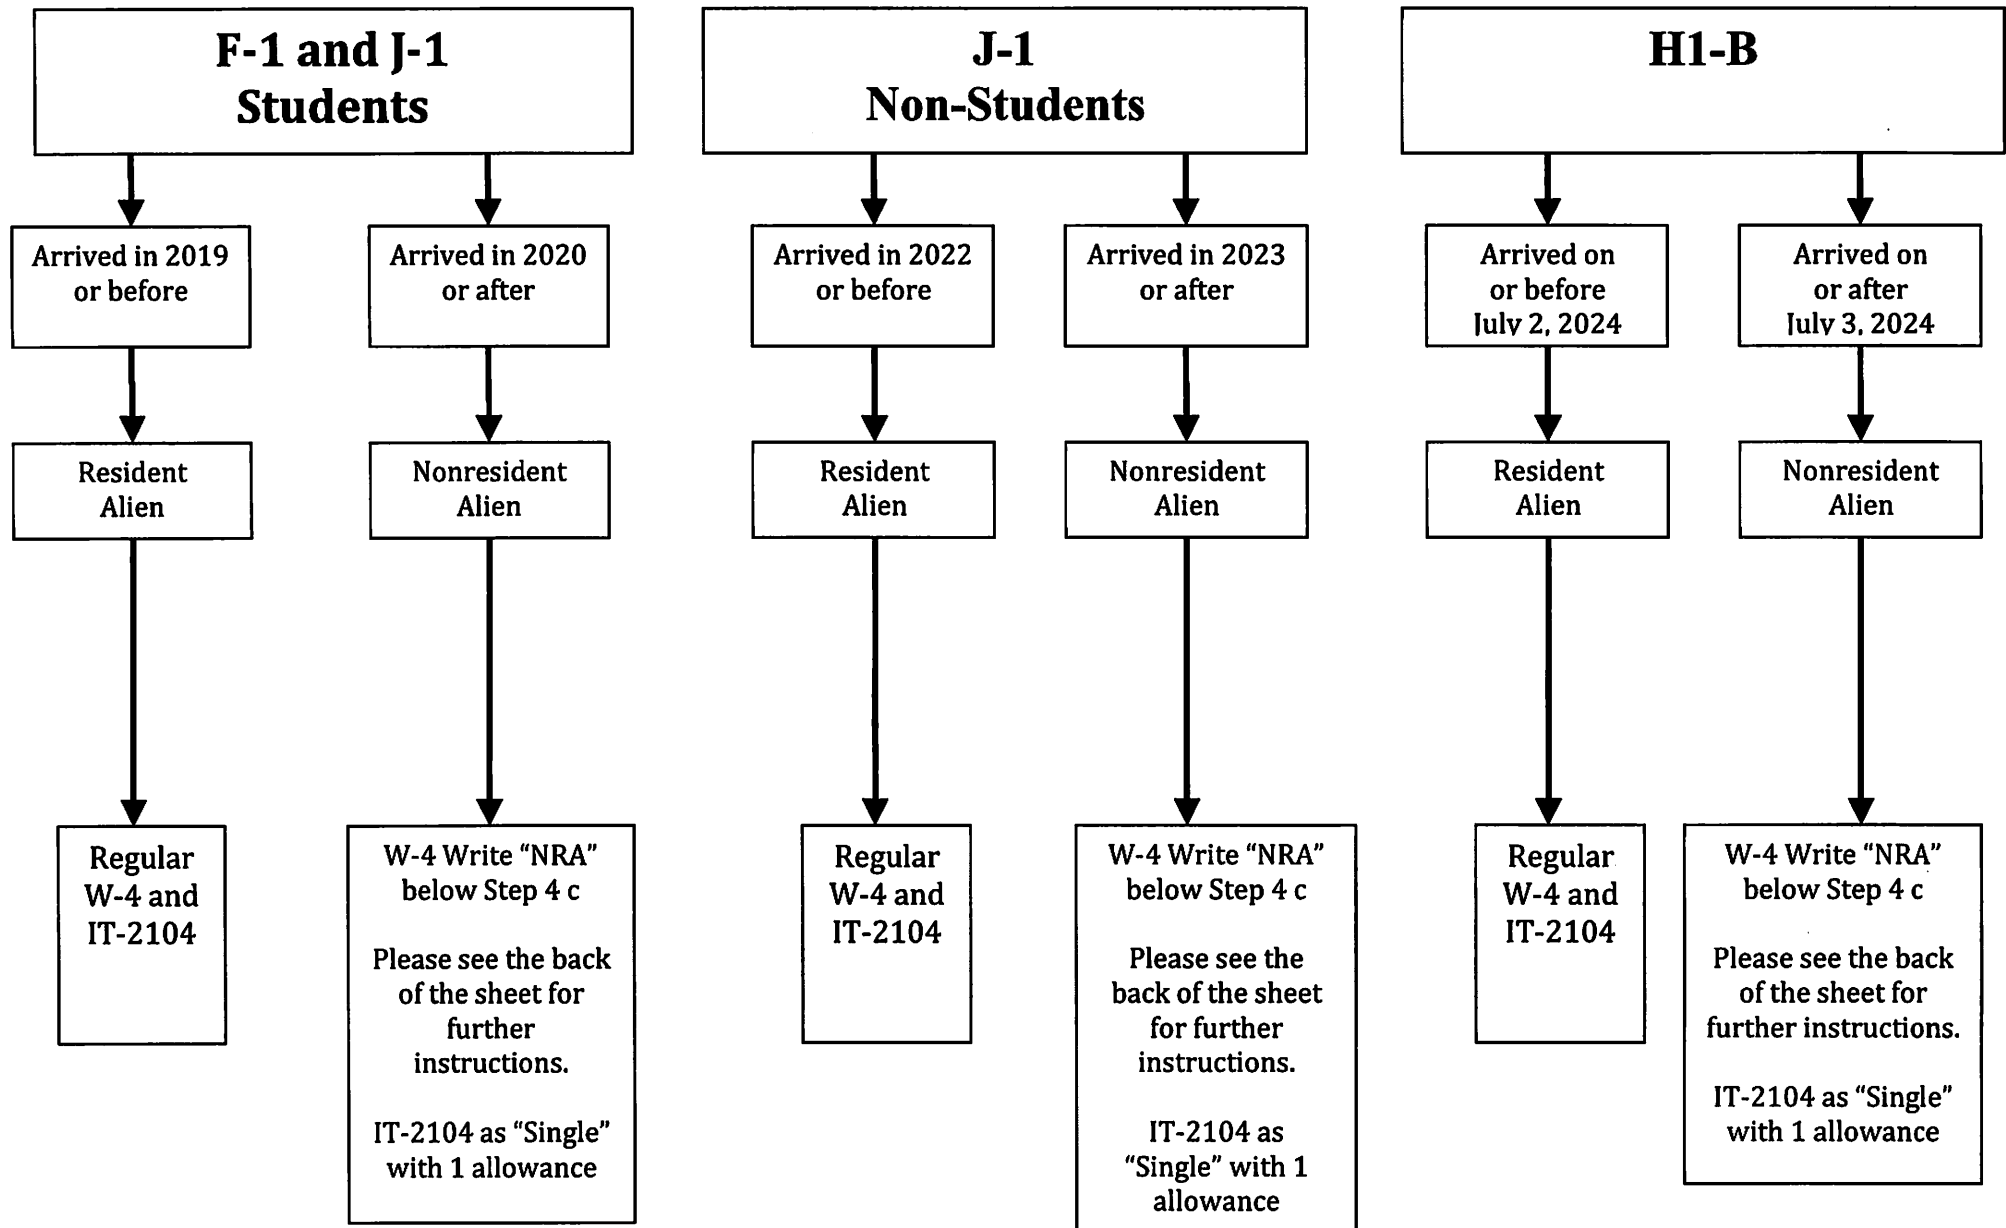 F-1 and J-1
Students
Arrived in 2019
or before
Resident
Alien
Regular
W-4 and
IT-2104
Arrived in 2020
or after
Nonresident
Alien
W-4 Write “NRA”
below Step 4 c
Please see the back
of the sheet for
further
instructions.
IT-2104 as “Single”
with 1 allowance
J-1
Non-Students
Arrived in 2022
or before
Resident
Alien
Regular
W-4 and
IT-2104
Arrived in 2023
or after
Nonresident
Alien
W-4 Write “NRA”
below Step 4 c
Please see the
back of the sheet
for further
instructions.
IT-2104 as
“Single” with 1
allowance
H1-B
Arrived on
or before
July 2, 2024
Resident
Alien
Regular
W-4 and
IT-2104
Arrived on
or after
July 3, 2024
Nonresident
Alien
W-4 Write “NRA”
below Step 4 c
Please see the back
of the sheet for
further instructions.
IT-2104 as “Single”
with 1 allowance